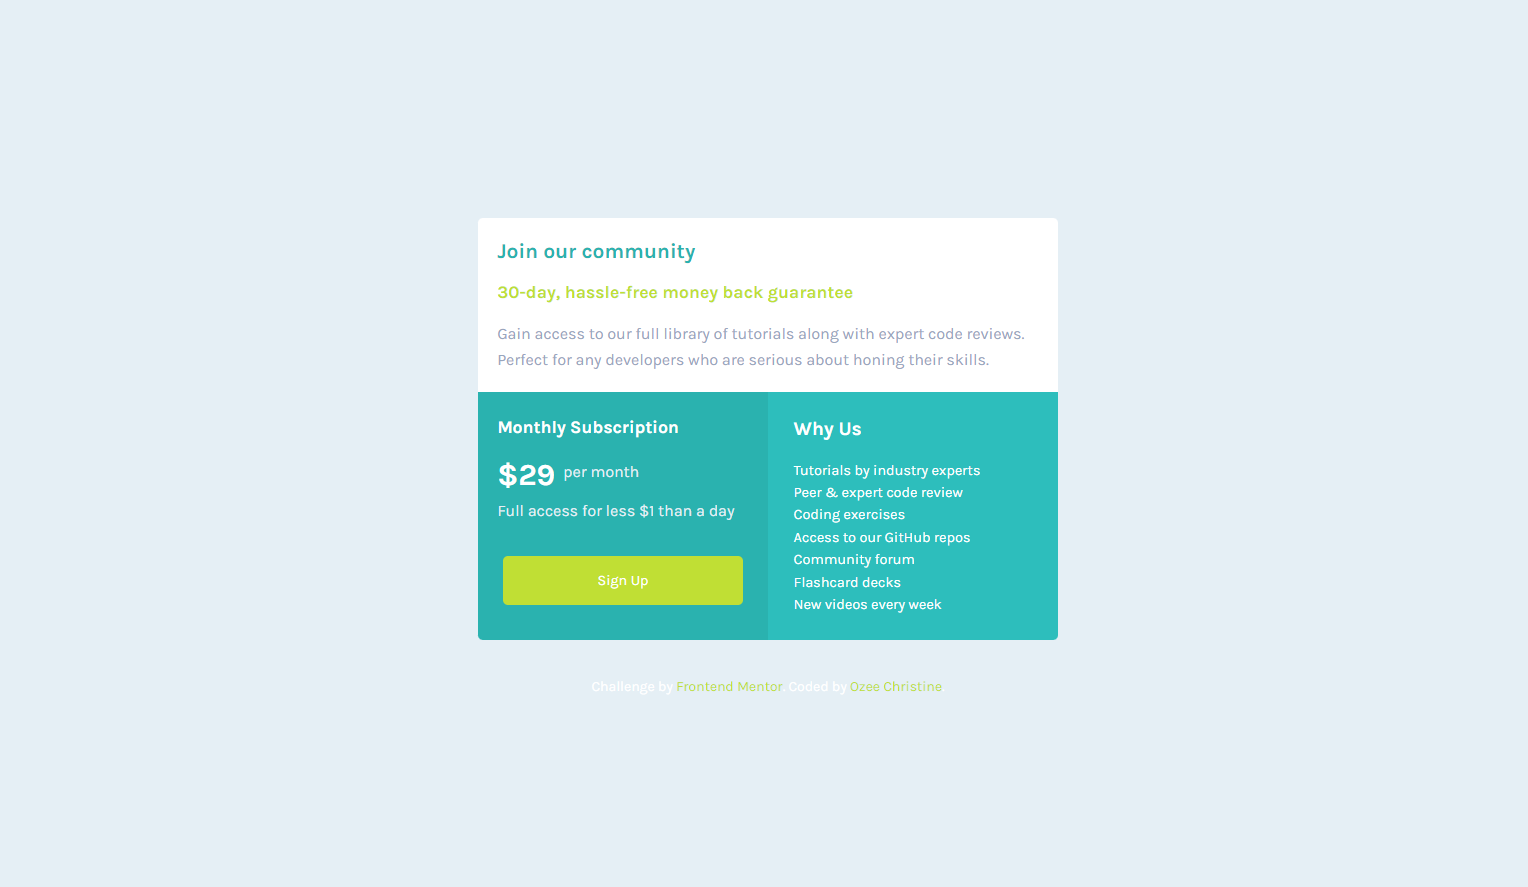 Join our community
30-day, hassle-free money back guarantee
Gain access to our full library of tutorials along with expert code reviews.
Perfect for any developers who are serious about honing their skills.
Monthly Subscription
$29 per month
Full access for less $1 than a day
Sign Up
Why Us
Tutorials by industry experts
Peer & expert code review
Coding exercises
Access to our GitHub repos
Community forum
Flashcard decks
New videos every week
Challenge by Frontend Mentor. Coded by Ozee Christine.